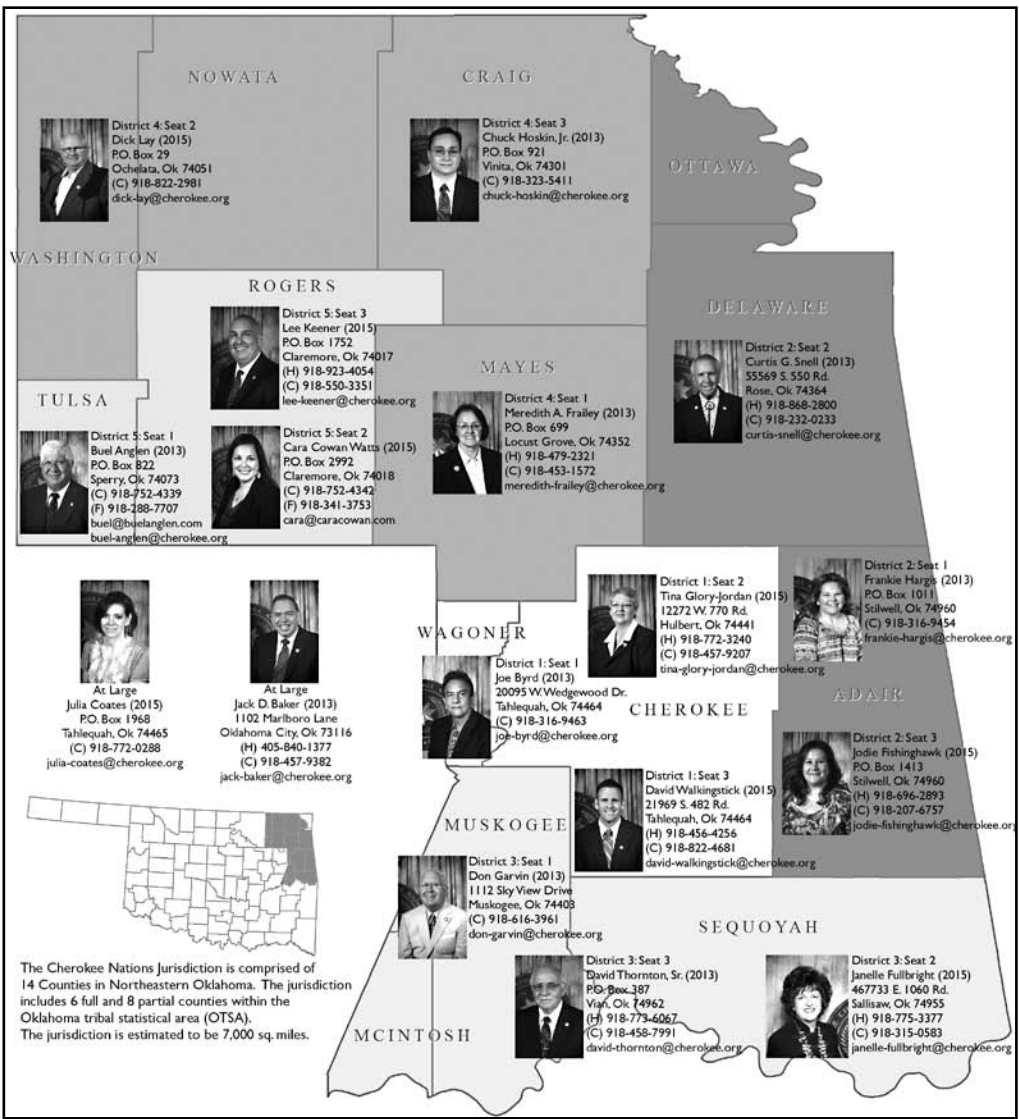 NOWATA
CRAIG
District 4: Seat 2
Dick Lay (2015)
P.O. Box 29
Ochelata, Ok 74051
(C) 918-822-2981
dick-lay@cherokee.org
District 4: Seat 3
Chuck Hoskin, Jr. (2013)
P.O. Box 921
Vinita, Ok 74301
(C) 918-323-5411
chuck-hoskin@cherokee.org
OTTAWA
WASHINGTON
ROGERS
District 5: Seat 3
Lee Keener (2015)
P.O. Box 1752
Claremore, Ok 74017
(H) 918-923-4054
(C) 918-550-3351
lee-keener@cherokee.org
DELAWARE
District 2: Seat 2
Curtis G. Snell (2013)
55569 S. 550 Rd.
Rose, Ok 74364
(H) 918-868-2800
(C) 918-232-0233
curtis-snell@cherokee.org
MAYES
District 4: Seat 1
Meredith A. Frailey (2013)
P.O. Box 699
Locust Grove, Ok 74352
(H) 918-479-2321
(C) 918-453-1572
meredith-frailey@cherokee.org
TULSA
District 5: Seat 1
Buel Anglen (2013)
P.O. Box 822
Sperry, Ok 74073
(C) 918-752-4339
(F) 918-288-7707
buel@buelanglen.com
buel-anglen@cherokee.org
District 5: Seat 2
Cara Cowan Watts (2015)
P.O. Box 2992
Claremore, Ok 74018
(C) 918-752-4342
(F) 918-341-3753
cara@caracowan.com
District 2: Seat 1
Frankie Hargis (2013)
P.O. Box 1011
Stilwell, Ok 74960
(C) 918-316-9454
frankie-hargis@cherokee.org
District 1: Seat 2
Tina Glory-Jordan (2015)
12272 W. 770 Rd.
Hulbert, Ok 74441
(H) 918-772-3240
(C) 918-457-9207
tina-glory-jordan@cherokee.org
WAGONER
District 1: Seat 1
Joe Byrd (2013)
20095 W. Wedgewood Dr.
Tahlequah, Ok 74464
(C) 918-316-9463
joe-byrd@cherokee.org
CHEROKEE
ADAIR
At Large
Julia Coates (2015)
P.O. Box 1968
Tahlequah, Ok 74465
(C) 918-772-0288
julia-coates@cherokee.org
At Large
Jack D. Baker (2013)
1102 Marlboro Lane
Oklahoma City, Ok 73116
(H) 405-840-1377
(C) 918-457-9382
jack-baker@cherokee.org
District 2: Seat 3
Jodie Fishinghawk (2015)
P.O. Box 1413
Stilwell, Ok 74960
(H) 918-696-2893
(C) 918-207-6757
jodie-fishinghawk@cherokee.org
District 1: Seat 3
David Walkingstick (2015)
21969 S. 482 Rd.
Tahlequah, Ok 74464
(H) 918-456-4256
(C) 918-822-4681
david-walkingstick@cherokee.org
MUSKOGEE
District 3: Seat 1
Don Garvin (2013)
1112 Sky View Drive
Muskogee, Ok 74403
(C) 918-616-3961
don-garvin@cherokee.org
SEQUOYAH
District 3: Seat 3
David Thornton, Sr. (2013)
P.O. Box 387
Vian, Ok 74962
(H) 918-773-6067
(C) 918-458-7991
david-thornton@cherokee.org
District 3: Seat 2
Janelle Fullbright (2015)
467733 E. 1060 Rd.
Sallisaw, Ok 74955
(H) 918-775-3377
(C) 918-315-0583
janelle-fullbright@cherokee.org
MCINTOSH
The Cherokee Nations Jurisdiction is comprised of
14 Counties in Northeastern Oklahoma. The jurisdiction
includes 6 full and 8 partial counties within the
Oklahoma tribal statistical area (OTSA).
The jurisdiction is estimated to be 7,000 sq. miles.